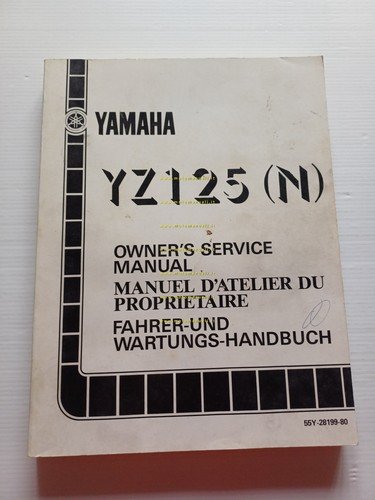 YAMAHA
YZ125 (N)
OWNER'S SERVICE
MANUAL
MANUEL D'ATELIER DU
PROPRIETAIRE
FAHRER-UND
WARTUNGS-HANDBUCH
55Y-28199-80